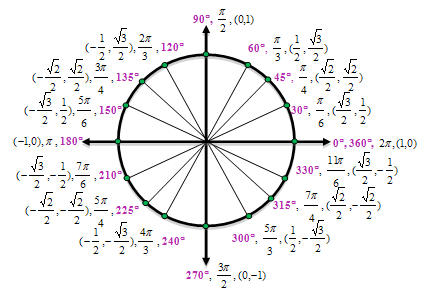 90°, π/2, (0,1)
(-1/2, √3/2), 2π/3, 120°
60°, π/3, (1/2, √3/2)
(-√2/2, √2/2), 3π/4, 135°
45°, π/4, (√2/2, √2/2)
(-√3/2, 1/2), 5π/6, 150°
30°, π/6, (√3/2, 1/2)
(-1,0), π, 180°
0°, 360°, 2π, (1,0)
(-√3/2, -1/2), 7π/6, 210°
330°, 11π/6, (√3/2, -1/2)
(-√2/2, -√2/2), 5π/4, 225°
315°, 7π/4, (√2/2, -√2/2)
(-1/2, -√3/2), 4π/3, 240°
300°, 5π/3, (1/2, -√3/2)
270°, 3π/2, (0,-1)